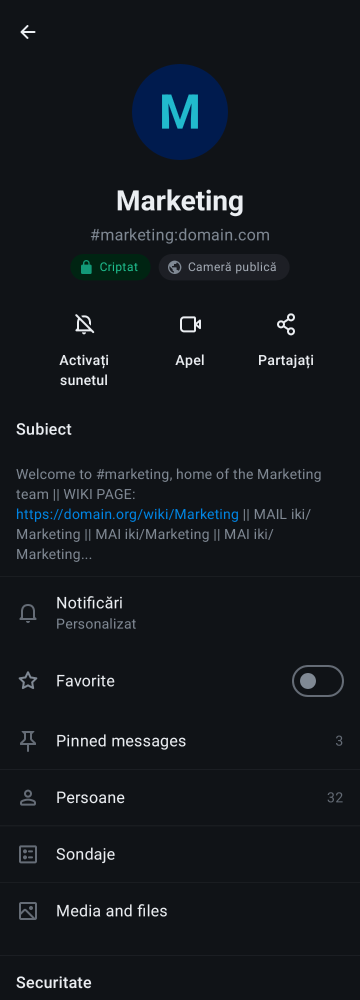 M
Marketing
#marketing:domain.com
Criptat
Cameră publică
Activați
sunetul
Apel
Partajați
Subiect
Welcome to #marketing, home of the Marketing
team || WIKI PAGE:
https://domain.org/wiki/Marketing || MAIL iki/
Marketing || MAI iki/Marketing || MAI iki/
Marketing...
Notificări
Personalizat
Favorite
Pinned messages 3
Persoane 32
Sondaje
Media and files
Securitate